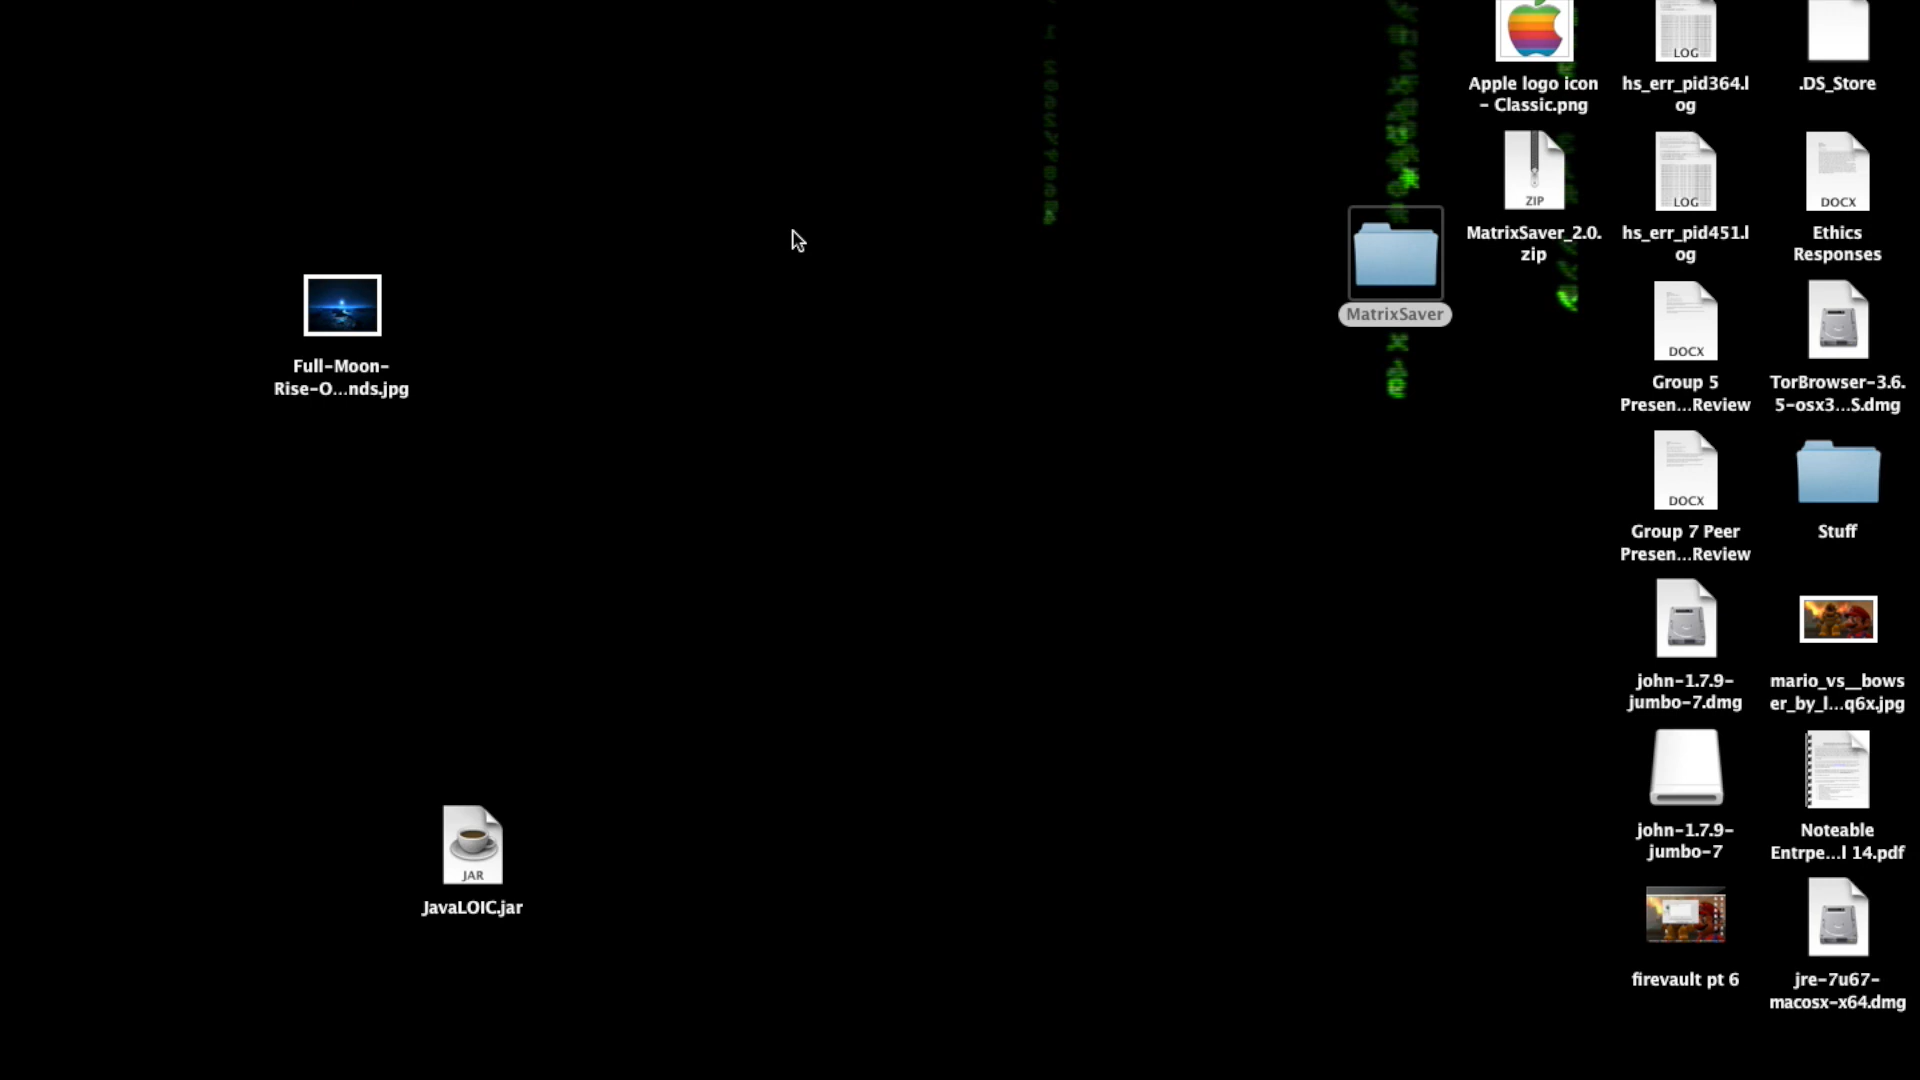 Apple logo icon
- Classic.png
LOG
hs_err_pid364.l
og
.DS_Store
ZIP
MatrixSaver_2.0.
zip
LOG
hs_err_pid451.l
og
DOCX
Ethics
Responses
MatrixSaver
Full-Moon-
Rise-O...nds.jpg
DOCX
Group 5
Presen...Review
TorBrowser-3.6.
5-osx3...S.dmg
DOCX
Group 7 Peer
Presen...Review
Stuff
john-1.7.9-
jumbo-7.dmg
mario_vs__bows
er_by_l...q6x.jpg
john-1.7.9-
jumbo-7
Noteable
Entrpe...l 14.pdf
JAR
JavaLOIC.jar
firevault pt 6
jre-7u67-
macosx-x64.dmg